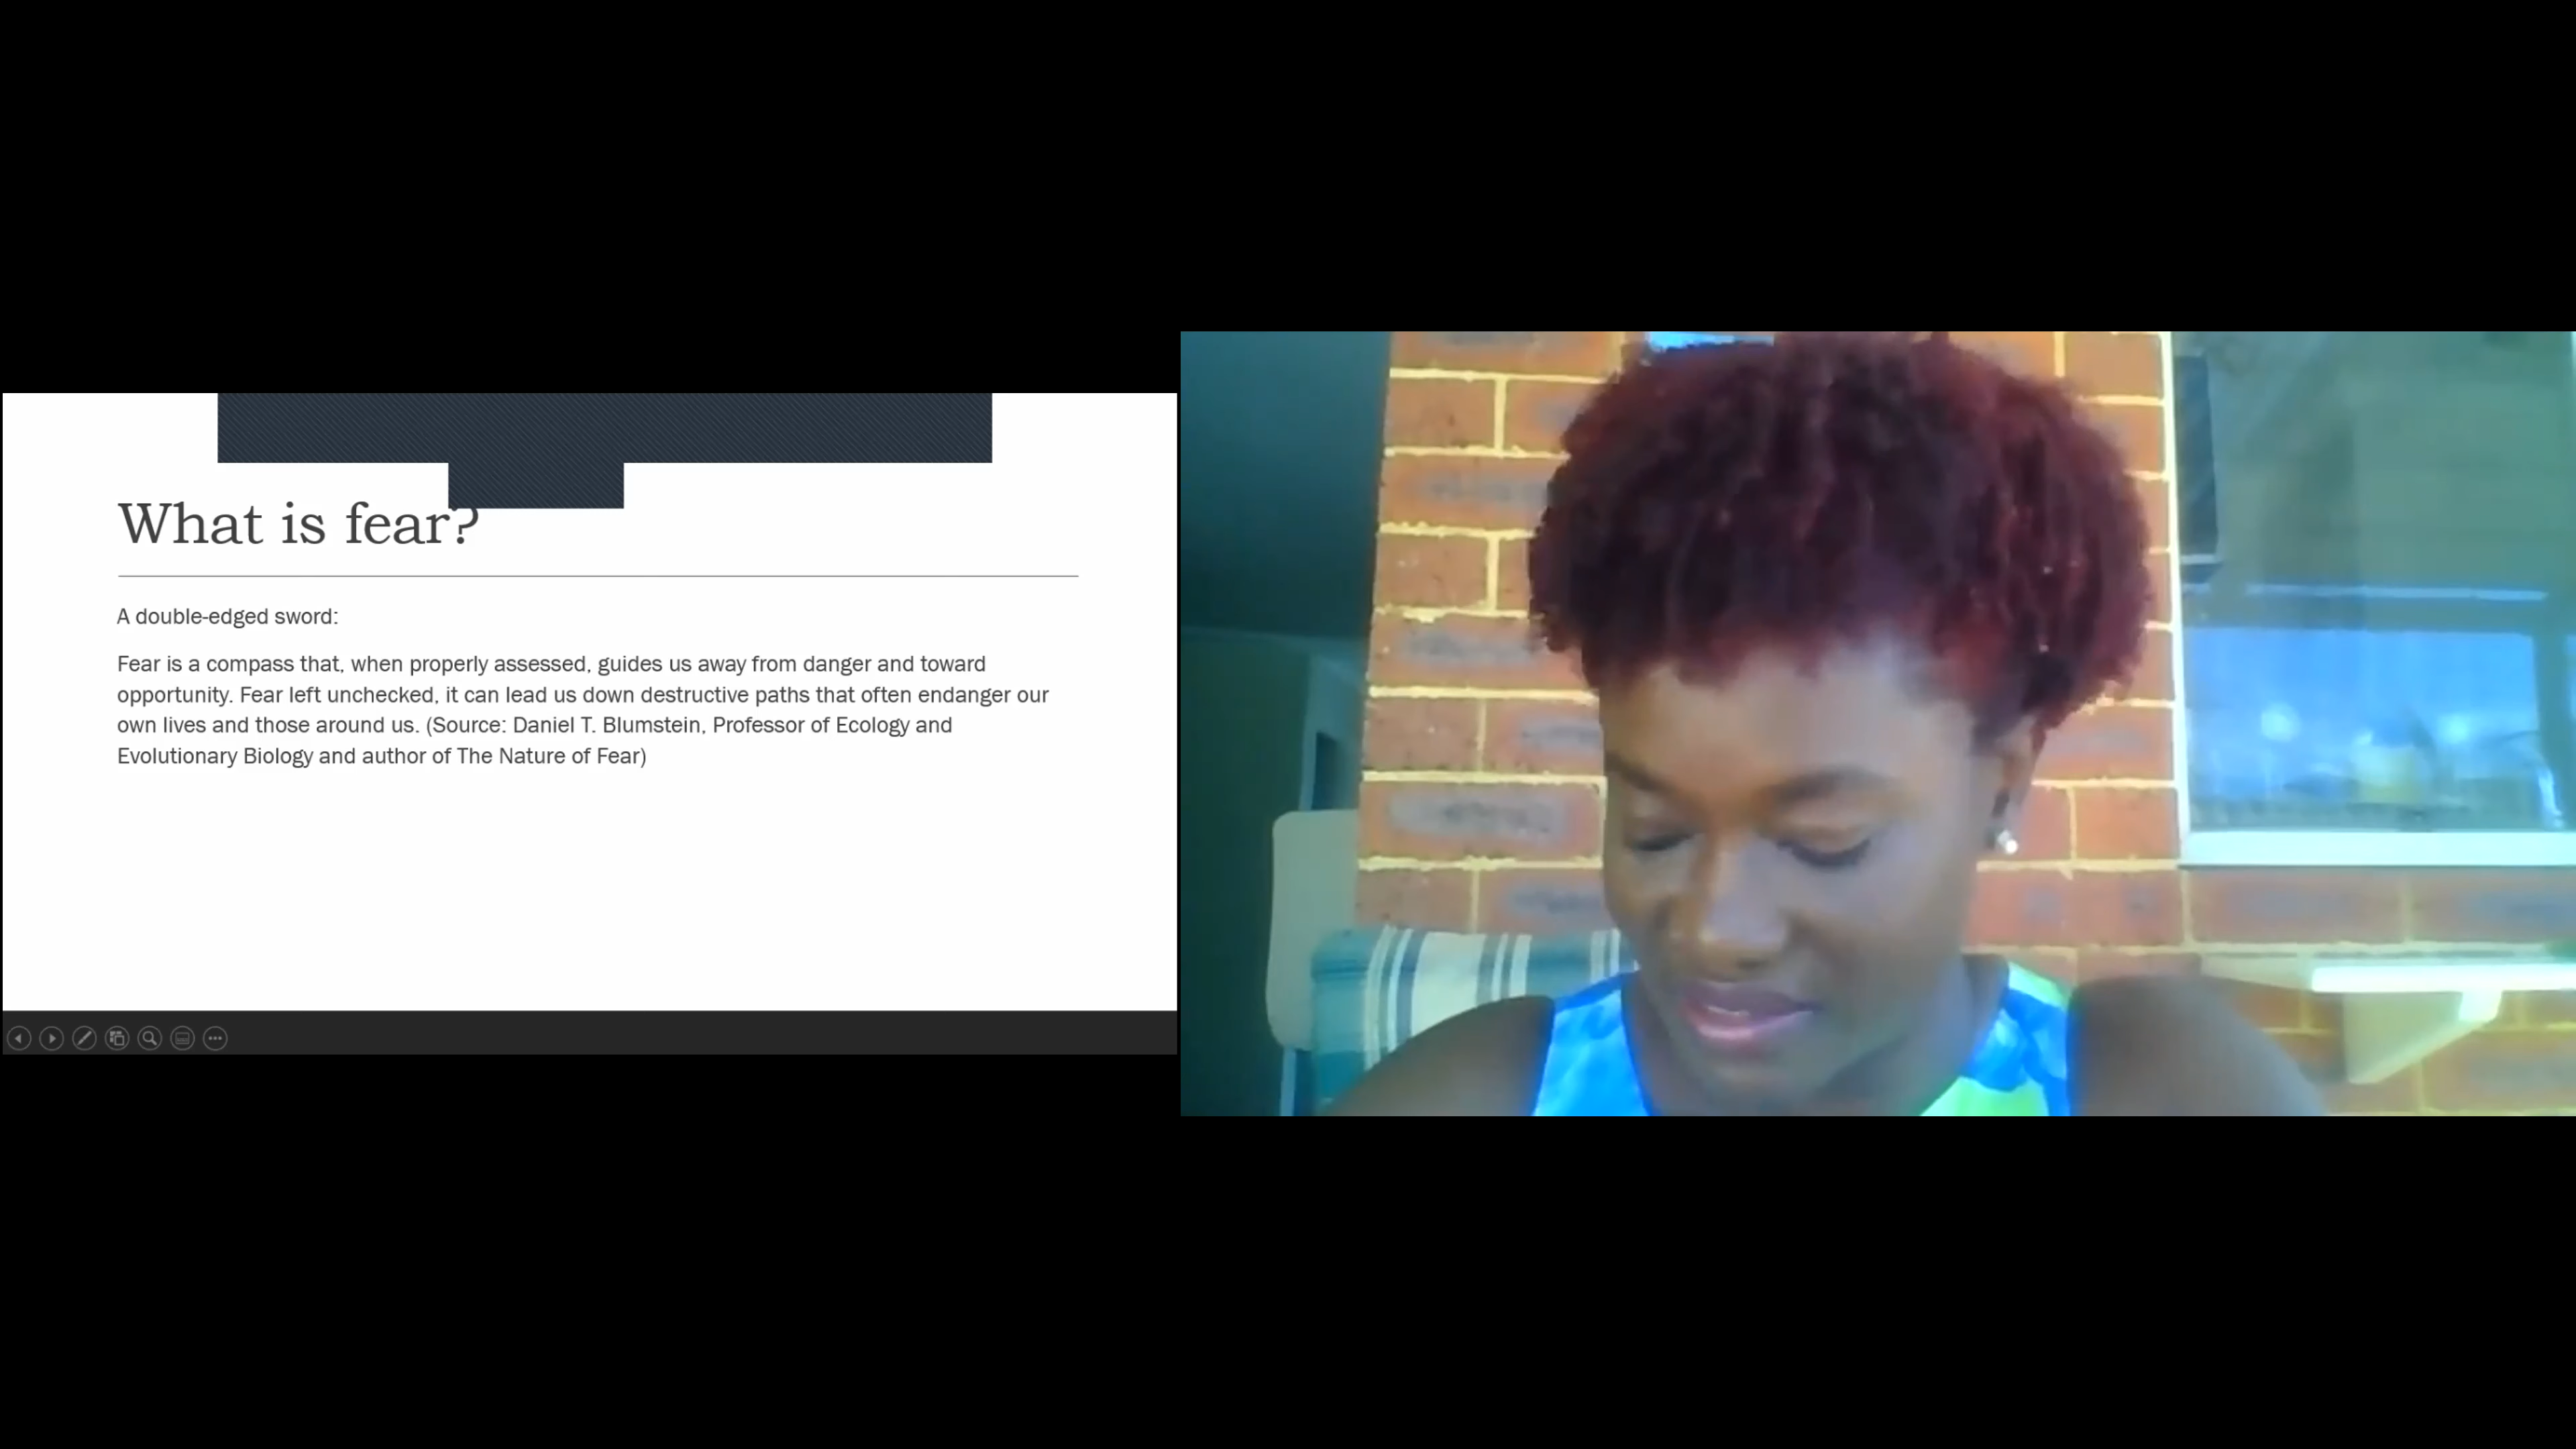 What is fear?
A double-edged sword:
Fear is a compass that, when properly assessed, guides us away from danger and toward
opportunity. Fear left unchecked, it can lead us down destructive paths that often endanger our
own lives and those around us. (Source: Daniel T. Blumstein, Professor of Ecology and
Evolutionary Biology and author of The Nature of Fear)